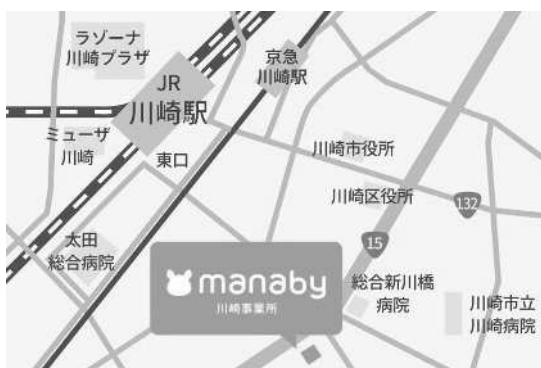 ラゾーナ
川崎プラザ
京急
川崎駅
JR
川崎駅
ミューザ
川崎
東口
川崎市役所
川崎区役所
132
15
太田
総合病院
manaby
川崎事業所
総合新川橋
病院
川崎市立
川崎病院